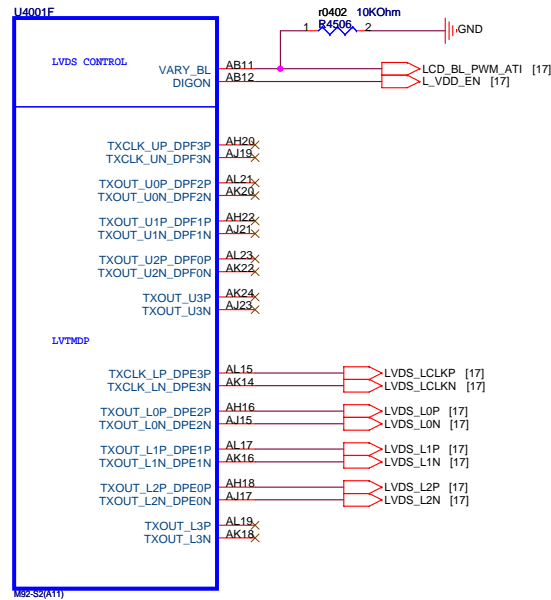 U4001F
r0402 10KOhm
R4506
1 2
GND
LVDS CONTROL
VARY_BL AB11 LCD_BL_PWM_ATI [17]
DIGON AB12 L_VDD_EN [17]
TXCLK_UP_DPF3P AH20
TXCLK_UN_DPF3N AJ19
TXOUT_U0P_DPF2P AL21
TXOUT_U0N_DPF2N AK20
TXOUT_U1P_DPF1P AH22
TXOUT_U1N_DPF1N AJ21
TXOUT_U2P_DPF0P AL23
TXOUT_U2N_DPF0N AK22
TXOUT_U3P AK24
TXOUT_U3N AJ23
LVTMDP
TXCLK_LP_DPE3P AL15 LVDS_LCLKP [17]
TXCLK_LN_DPE3N AK14 LVDS_LCLKN [17]
TXOUT_L0P_DPE2P AH16 LVDS_L0P [17]
TXOUT_L0N_DPE2N AJ15 LVDS_L0N [17]
TXOUT_L1P_DPE1P AL17 LVDS_L1P [17]
TXOUT_L1N_DPE1N AK16 LVDS_L1N [17]
TXOUT_L2P_DPE0P AH18 LVDS_L2P [17]
TXOUT_L2N_DPE0N AJ17 LVDS_L2N [17]
TXOUT_L3P AL19
TXOUT_L3N AK18
M92-S2(A11)